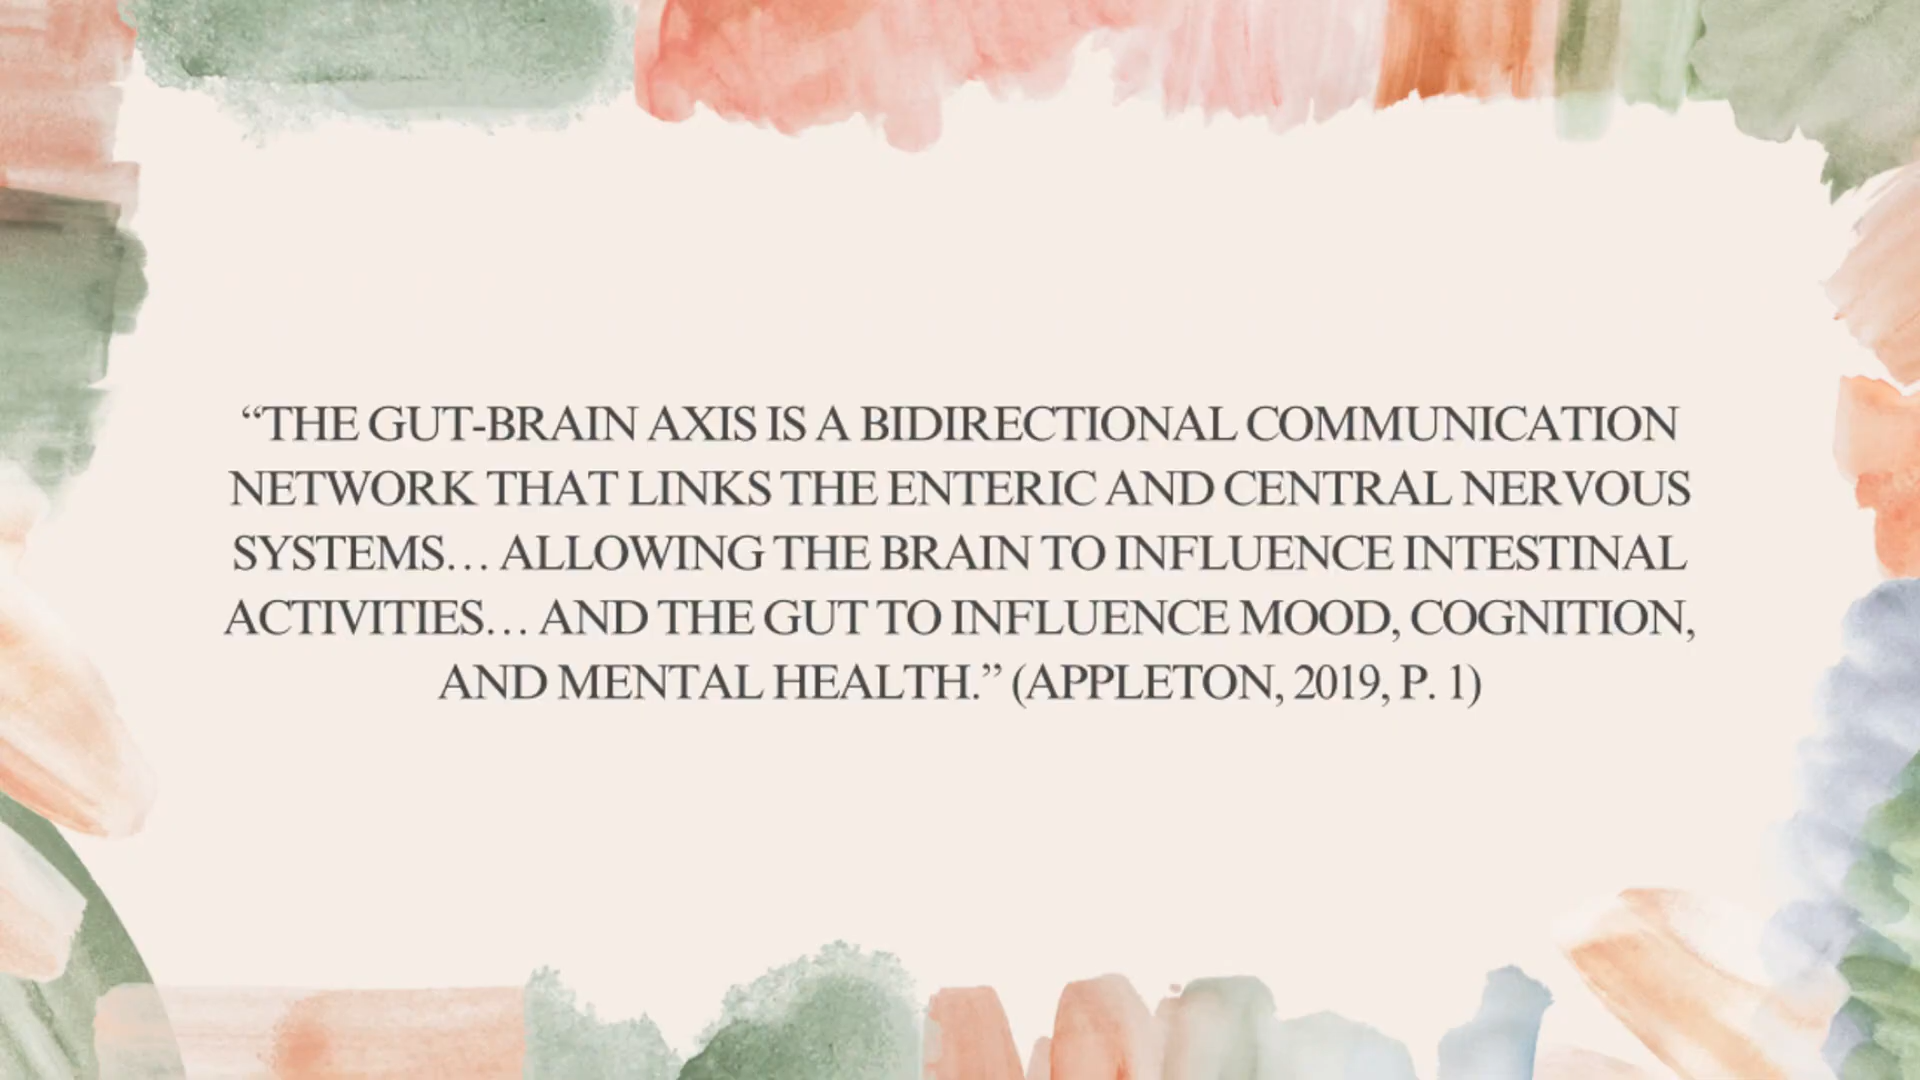 “THE GUT-BRAIN AXIS IS A BIDIRECTIONAL COMMUNICATION
NETWORK THAT LINKS THE ENTERIC AND CENTRAL NERVOUS
SYSTEMS… ALLOWING THE BRAIN TO INFLUENCE INTESTINAL
ACTIVITIES… AND THE GUT TO INFLUENCE MOOD, COGNITION,
AND MENTAL HEALTH.” (APPLETON, 2019, P. 1)